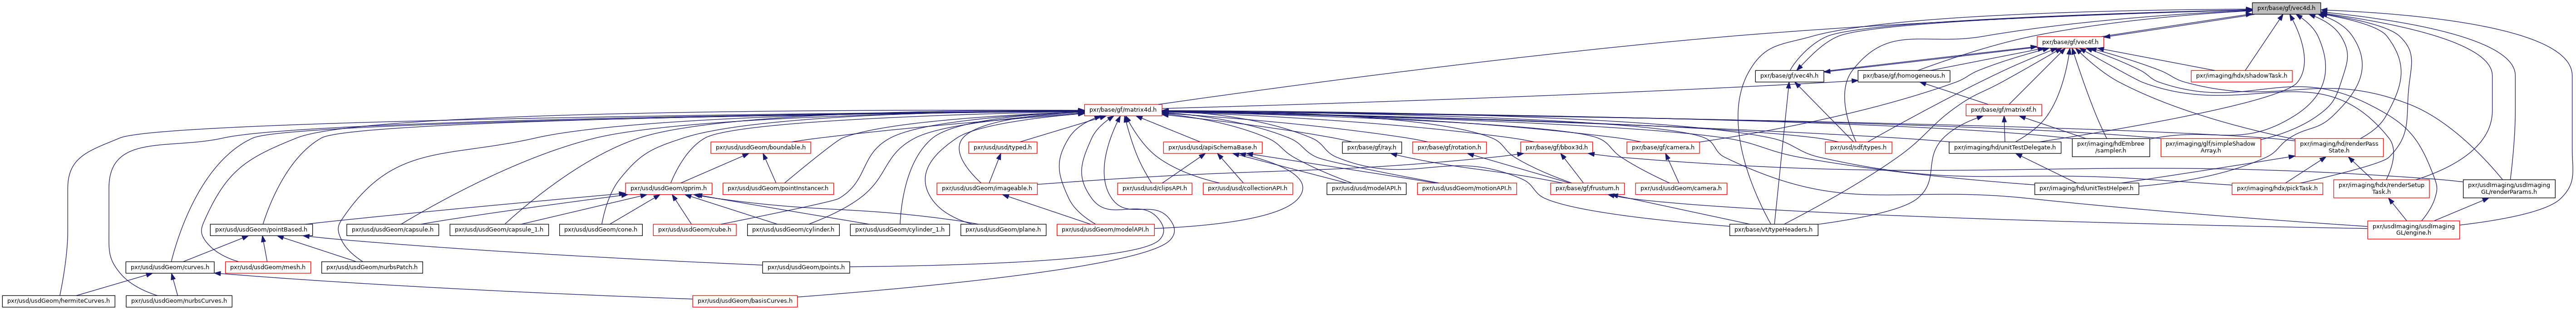 pxr/base/gf/vec4d.h
pxr/base/gf/vec4f.h
pxr/base/gf/vec4h.h
pxr/base/gf/homogeneous.h
pxr/imaging/hdx/shadowTask.h
pxr/base/gf/matrix4d.h
pxr/base/gf/matrix4f.h
pxr/usd/usdGeom/boundable.h
pxr/usd/usd/typed.h
pxr/usd/usd/apiSchemaBase.h
pxr/base/gf/ray.h
pxr/base/gf/rotation.h
pxr/base/gf/bbox3d.h
pxr/base/gf/camera.h
pxr/usd/sdf/types.h
pxr/imaging/hd/unitTestDelegate.h
pxr/imaging/hdEmbree
/sampler.h
pxr/imaging/glf/simpleShadow
Array.h
pxr/imaging/hd/renderPass
State.h
pxr/usd/usdGeom/gprim.h
pxr/usd/usdGeom/pointInstancer.h
pxr/usd/usdGeom/imageable.h
pxr/usd/usd/clipsAPI.h
pxr/usd/usd/collectionAPI.h
pxr/usd/usd/modelAPI.h
pxr/usd/usdGeom/motionAPI.h
pxr/base/gf/frustum.h
pxr/usd/usdGeom/camera.h
pxr/imaging/hd/unitTestHelper.h
pxr/imaging/hdx/pickTask.h
pxr/imaging/hdx/renderSetup
Task.h
pxr/usdImaging/usdImaging
GL/renderParams.h
pxr/usd/usdGeom/pointBased.h
pxr/usd/usdGeom/capsule.h
pxr/usd/usdGeom/capsule_1.h
pxr/usd/usdGeom/cone.h
pxr/usd/usdGeom/cube.h
pxr/usd/usdGeom/cylinder.h
pxr/usd/usdGeom/cylinder_1.h
pxr/usd/usdGeom/plane.h
pxr/usd/usdGeom/modelAPI.h
pxr/base/vt/typeHeaders.h
pxr/usdImaging/usdImaging
GL/engine.h
pxr/usd/usdGeom/curves.h
pxr/usd/usdGeom/mesh.h
pxr/usd/usdGeom/nurbsPatch.h
pxr/usd/usdGeom/points.h
pxr/usd/usdGeom/hermiteCurves.h
pxr/usd/usdGeom/nurbsCurves.h
pxr/usd/usdGeom/basisCurves.h